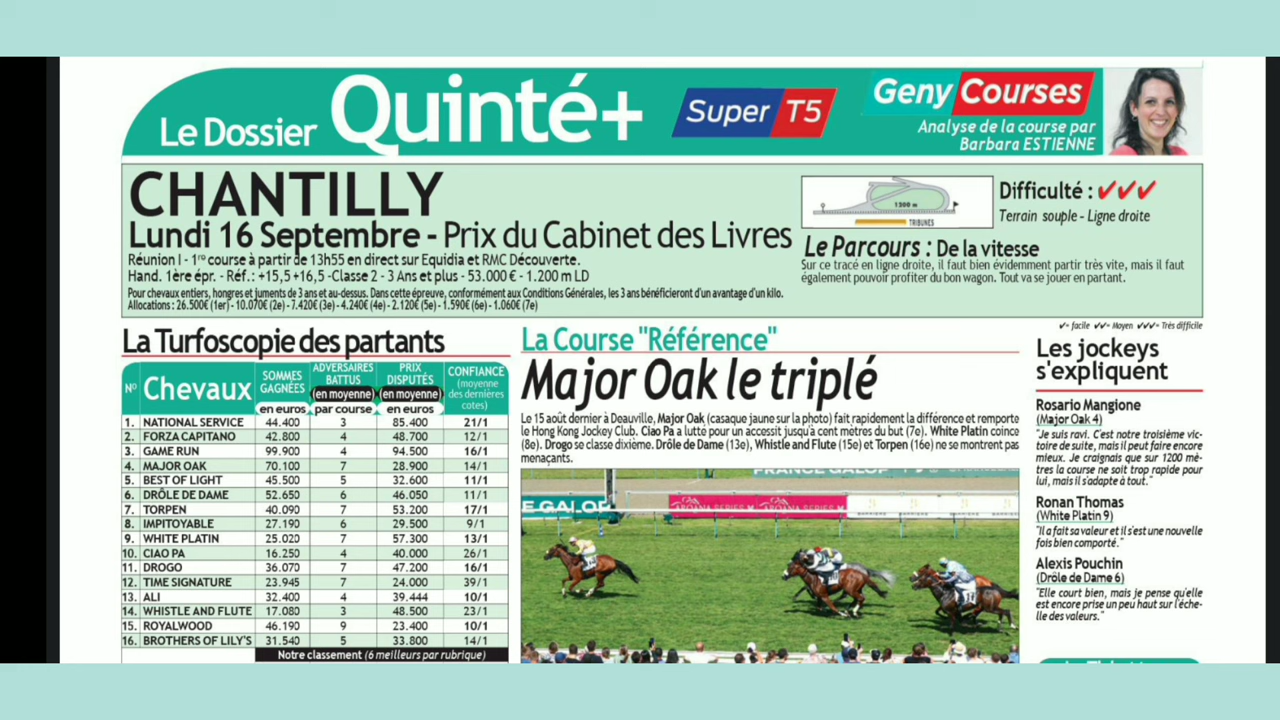 Le Dossier Quinté+
Super T5
Geny Courses
Analyse de la course par
Barbara ESTIENNE
CHANTILLY
Lundi 16 Septembre - Prix du Cabinet des Livres
Réunion I - 1re course à partir de 13h55 en direct sur Equidia et RMC Découverte.
Hand. 1ère épr. - Réf.: +15,5 +16,5 -Classe 2 - 3 Ans et plus - 53.000 € - 1.200 m LD
Pour chevaux entiers, hongres et juments de 3 ans et au-dessus. Dans cette épreuve, conformément aux Conditions Générales, les 3 ans bénéficieront d'un avantage d'un kilo.
Allocations : 26.500€ (1er) - 10.070€ (2e) - 7.420€ (3e) - 4.240€ (4e) - 2.120€ (5e) - 1.590€ (6e) - 1.060€ (7e)
1300 m
TRIBUNES
Difficulté :
Terrain souple - Ligne droite
Le Parcours : De la vitesse
Sur ce tracé en ligne droite, il faut bien évidemment partir très vite, mais il faut
également pouvoir profiter du bon wagon. Tout va se jouer en partant.
✔= facile ✔✔= Moyen ✔✔✔= Très difficile
La Turfoscopie des partants
N° Chevaux SOMMES GAGNÉES en euros ADVERSAIRES BATTUS (en moyenne) par course PRIX DISPUTÉS (en moyenne) en euros CONFIANCE (moyenne des dernières cotes)
1. NATIONAL SERVICE 44.400 3 85.400 21/1
2. FORZA CAPITANO 42.800 4 48.700 12/1
3. GAME RUN 99.900 4 94.500 16/1
4. MAJOR OAK 70.100 7 28.900 14/1
5. BEST OF LIGHT 45.500 5 32.600 11/1
6. DRÔLE DE DAME 52.650 6 46.050 11/1
7. TORPEN 40.090 7 53.200 17/1
8. IMPITOYABLE 27.190 6 29.500 9/1
9. WHITE PLATIN 25.020 7 57.300 13/1
10. CIAO PA 16.250 4 40.000 26/1
11. DROGO 36.070 7 47.200 16/1
12. TIME SIGNATURE 23.945 7 24.000 39/1
13. ALI 32.400 4 39.444 10/1
14. WHISTLE AND FLUTE 17.080 3 48.500 23/1
15. ROYALWOOD 46.190 9 23.400 10/1
16. BROTHERS OF LILY'S 31.540 5 33.800 14/1
Notre classement (6 meilleurs par rubrique)
La Course "Référence"
Major Oak le triplé
Le 15 août dernier à Deauville, Major Oak (casaque jaune sur la photo) fait rapidement la différence et remporte
le Hong Kong Jockey Club. Ciao Pa a lutté pour un accessit jusqu'à cent mètres du but (7e). White Platin coince
(8e). Drogo se classe dixième. Drôle de Dame (13e), Whistle and Flute (15e) et Torpen (16e) ne se montrent pas
menaçants.
FRANCE GALOP
E GALOP
ARQANA SERIES
Les jockeys
s'expliquent
Rosario Mangione
(Major Oak 4)
"Je suis ravi. C'est notre troisième vic-
toire de suite, mais il peut faire encore
mieux. Je craignais que sur 1200 mè-
tres la course ne soit trop rapide pour
lui, mais il s'adapte à tout."
Ronan Thomas
(White Platin 9)
"Il a fait sa valeur et il s'est une nouvelle
fois bien comporté."
Alexis Pouchin
(Drôle de Dame 6)
"Elle court bien, mais je pense qu'elle
est encore prise un peu haut sur l'éche-
lle des valeurs."